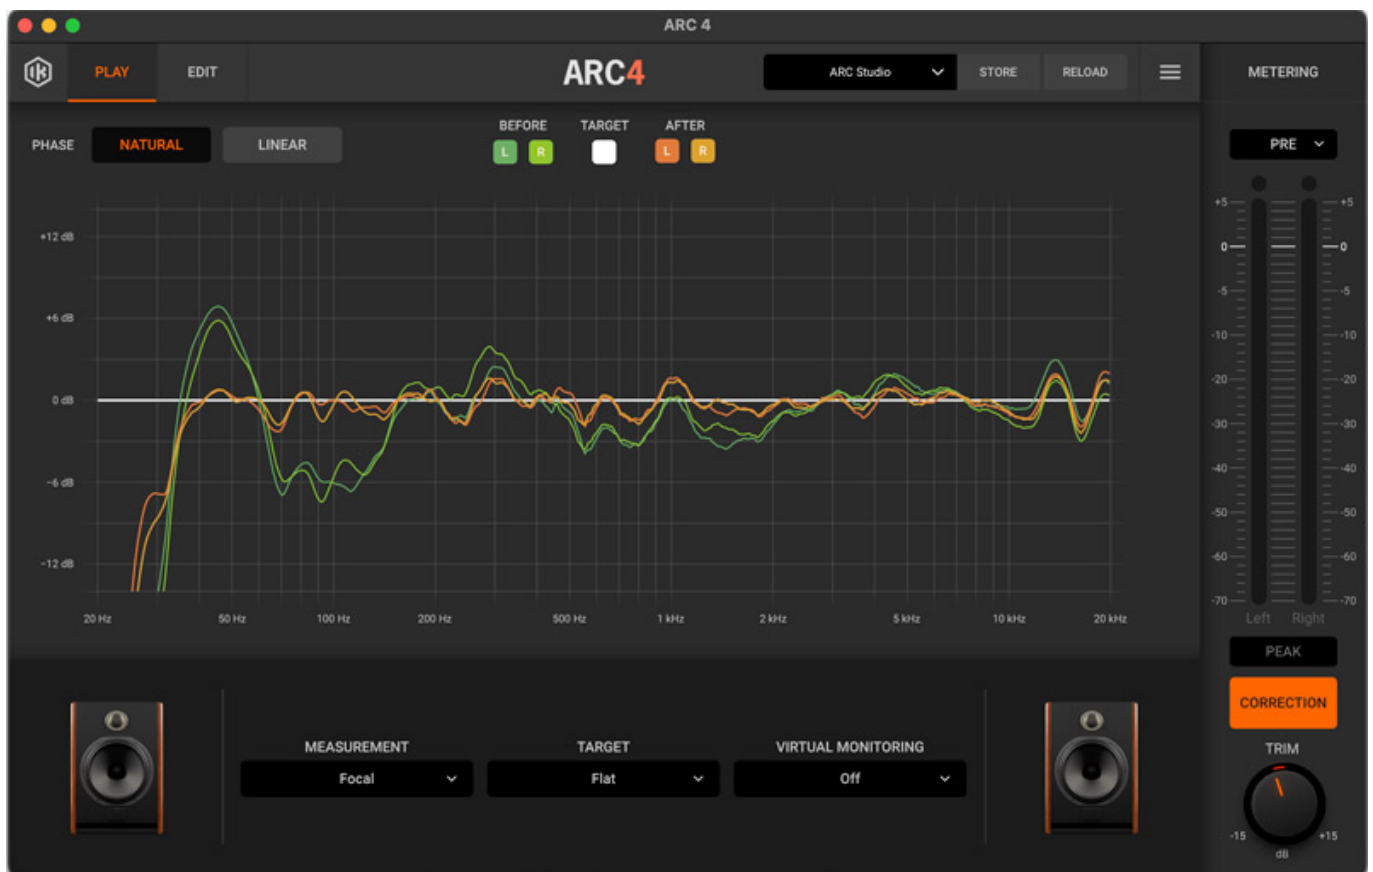 ARC 4
PLAY EDIT ARC4 ARC Studio STORE RELOAD METERING
BEFORE TARGET AFTER
PHASE NATURAL LINEAR L R L R PRE
+12 dB
+6 dB
0 dB
-6 dB
-12 dB
20 Hz 50 Hz 100 Hz 200 Hz 500 Hz 1 kHz 2 kHz 5 kHz 10 kHz 20 kHz
+5 +5
0 0
-5 -5
-10 -10
-20 -20
-30 -30
-40 -40
-50 -50
-60 -60
-70 -70
Left Right
PEAK
CORRECTION
MEASUREMENT TARGET VIRTUAL MONITORING
Focal Flat Off
TRIM
-15 +15
dB